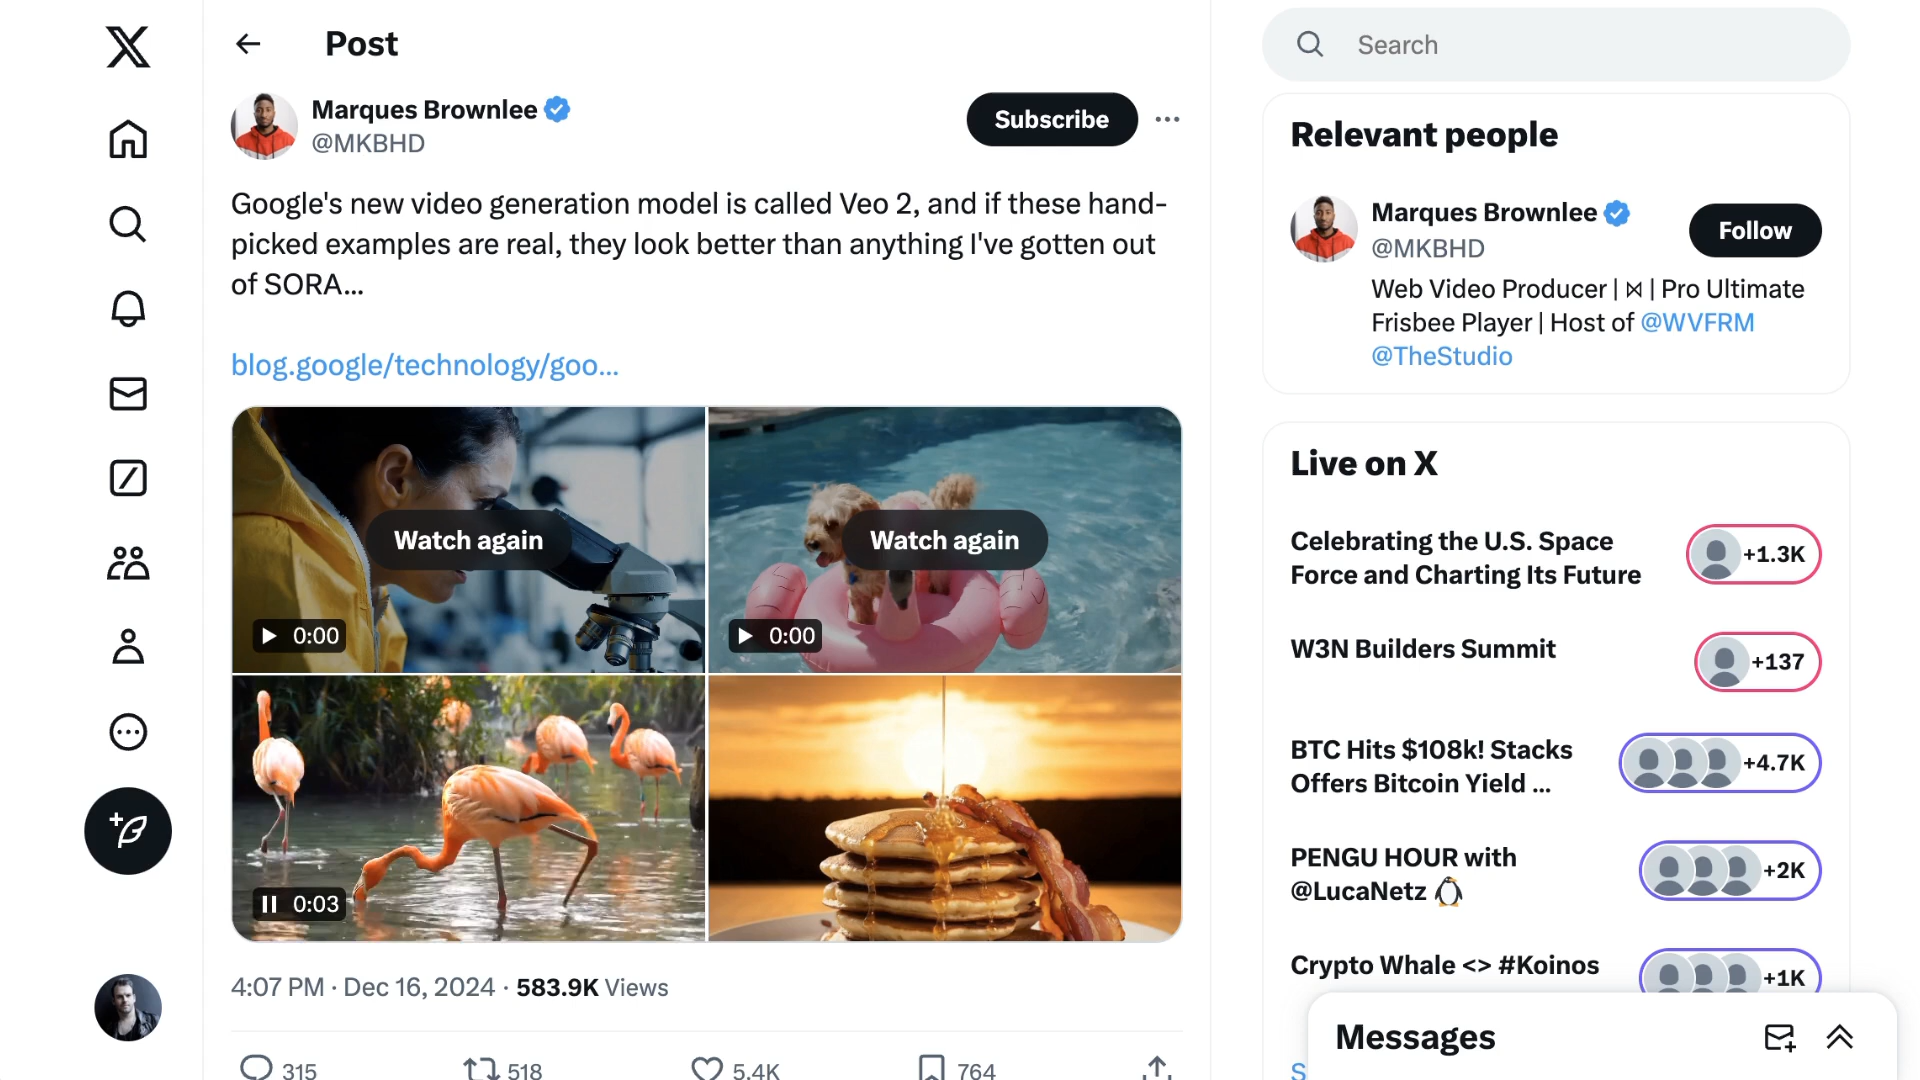 Post
Marques Brownlee
@MKBHD
Subscribe
Google's new video generation model is called Veo 2, and if these hand-
picked examples are real, they look better than anything I've gotten out
of SORA...
blog.google/technology/goo...
Watch again
0:00
Watch again
0:00
0:03
4:07 PM · Dec 16, 2024 · 583.9K Views
315
518
5.4K
764
Search
Relevant people
Marques Brownlee
@MKBHD
Follow
Web Video Producer | ⋈ | Pro Ultimate
Frisbee Player | Host of @WVFRM
@TheStudio
Live on X
Celebrating the U.S. Space
Force and Charting Its Future
+1.3K
W3N Builders Summit
+137
BTC Hits $108k! Stacks
Offers Bitcoin Yield ...
+4.7K
PENGU HOUR with
@LucaNetz 🐧
+2K
Crypto Whale <> #Koinos
+1K
S
Messages